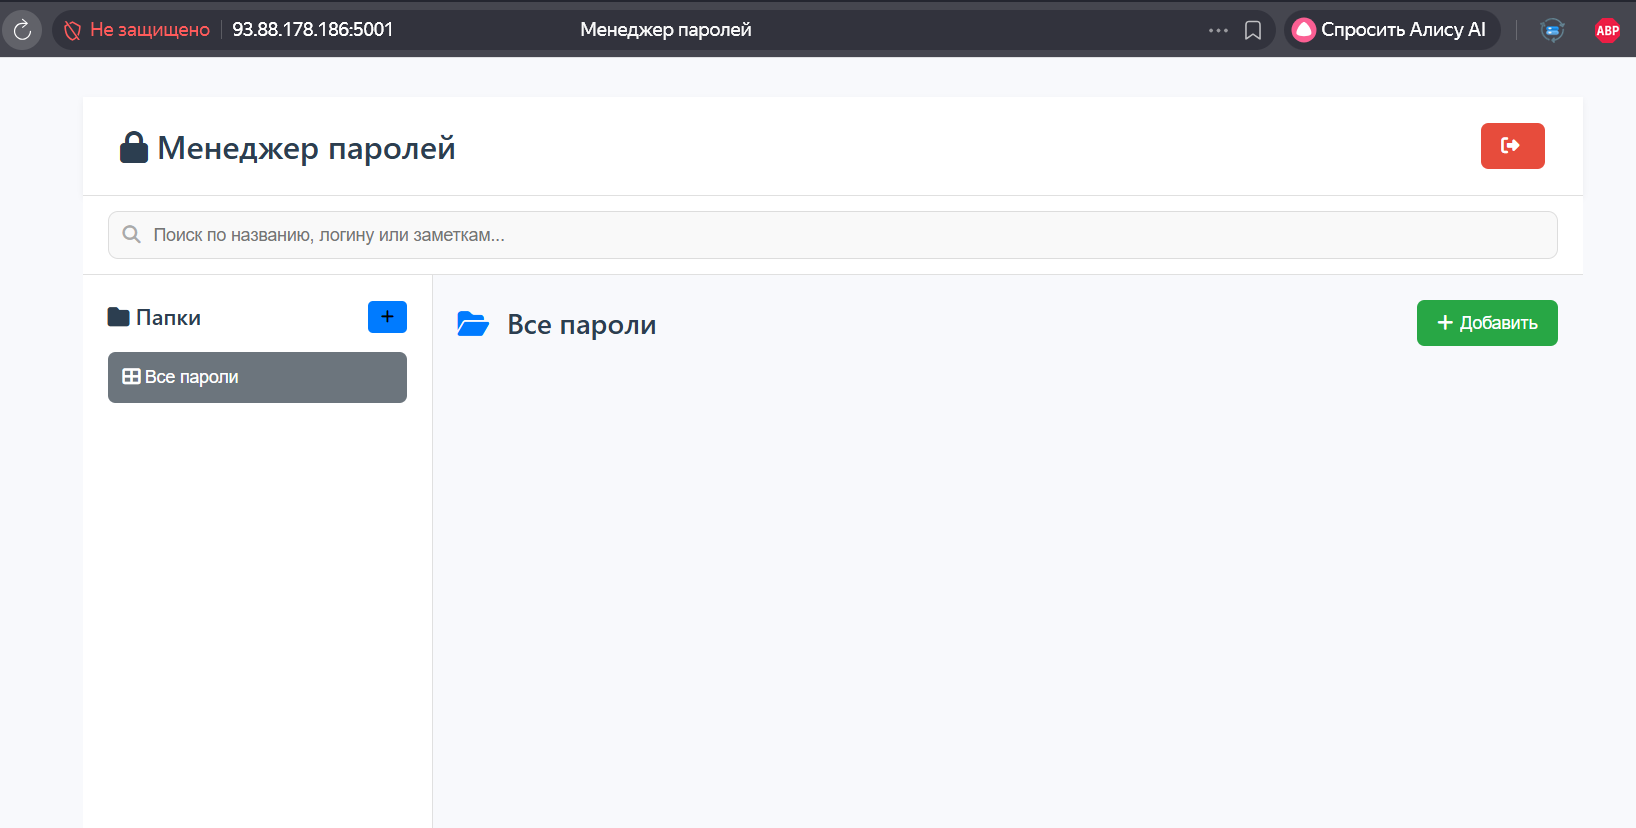 Не защищено 93.88.178.186:5001 Менеджер паролей Спросить Алису AI ABP
Менеджер паролей
Поиск по названию, логину или заметкам...
Папки +
Все пароли
Все пароли
+ Добавить